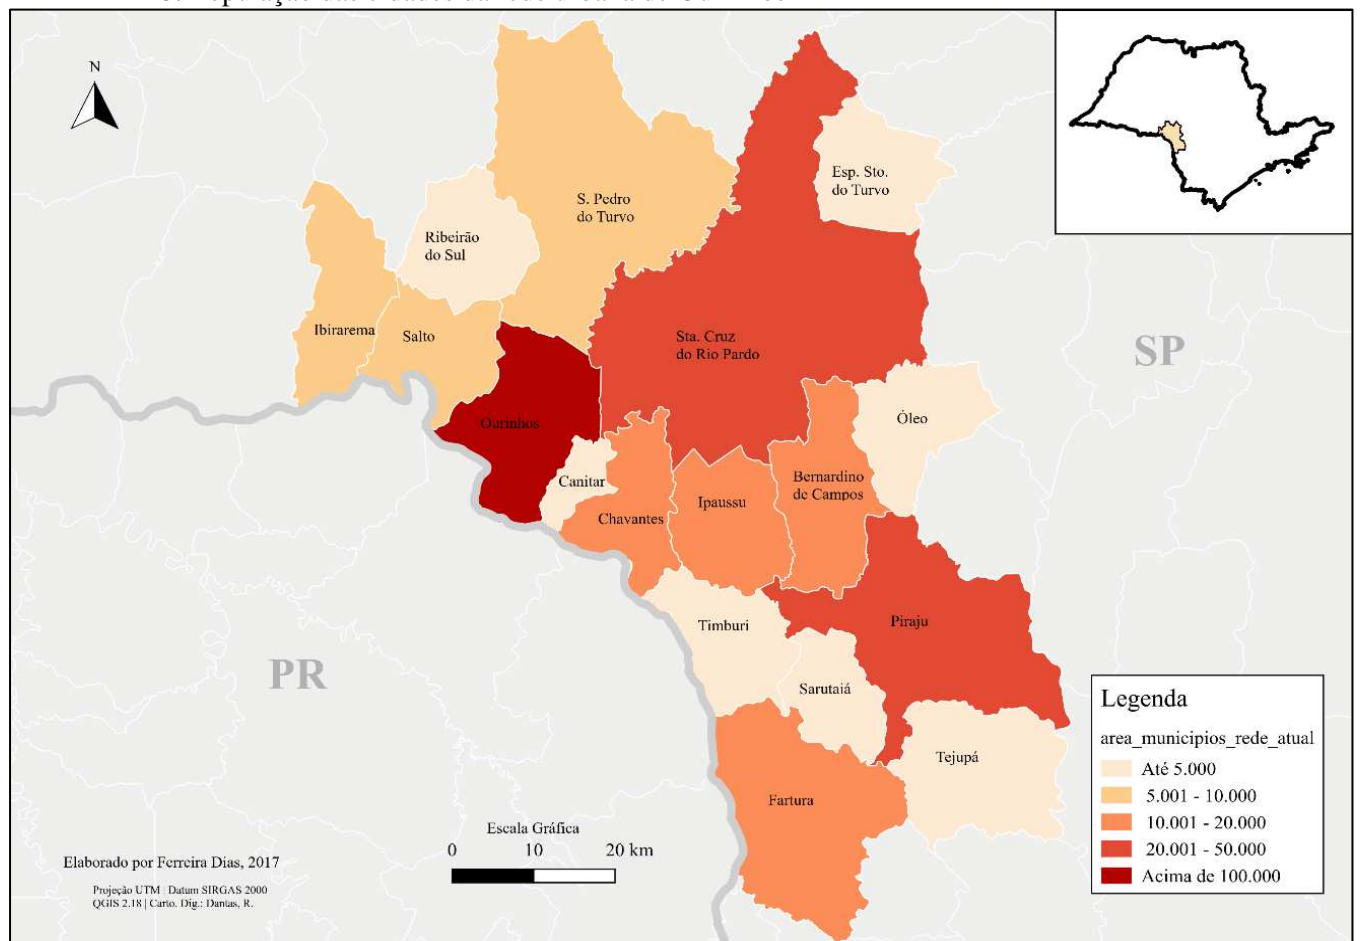 N
Esp. Sto.
do Turvo
S. Pedro
do Turvo
Ribeirão
do Sul
Ibirarema
Salto
Sta. Cruz
do Rio Pardo
SP
Ourinhos
Óleo
Canitar
Bernardino
de Campos
Chavantes
Ipaussu
Timburi
Piraju
PR
Sarutaiá
Tejupá
Fartura
Legenda
area_municipios_rede_atual
Até 5.000
5.001 - 10.000
10.001 - 20.000
20.001 - 50.000
Acima de 100.000
Escala Gráfica
0 10 20 km
Elaborado por Ferreira Dias, 2017
Projeção UTM | Datum SIRGAS 2000
QGIS 2.18 | Carto. Dig.: Dantas, R.